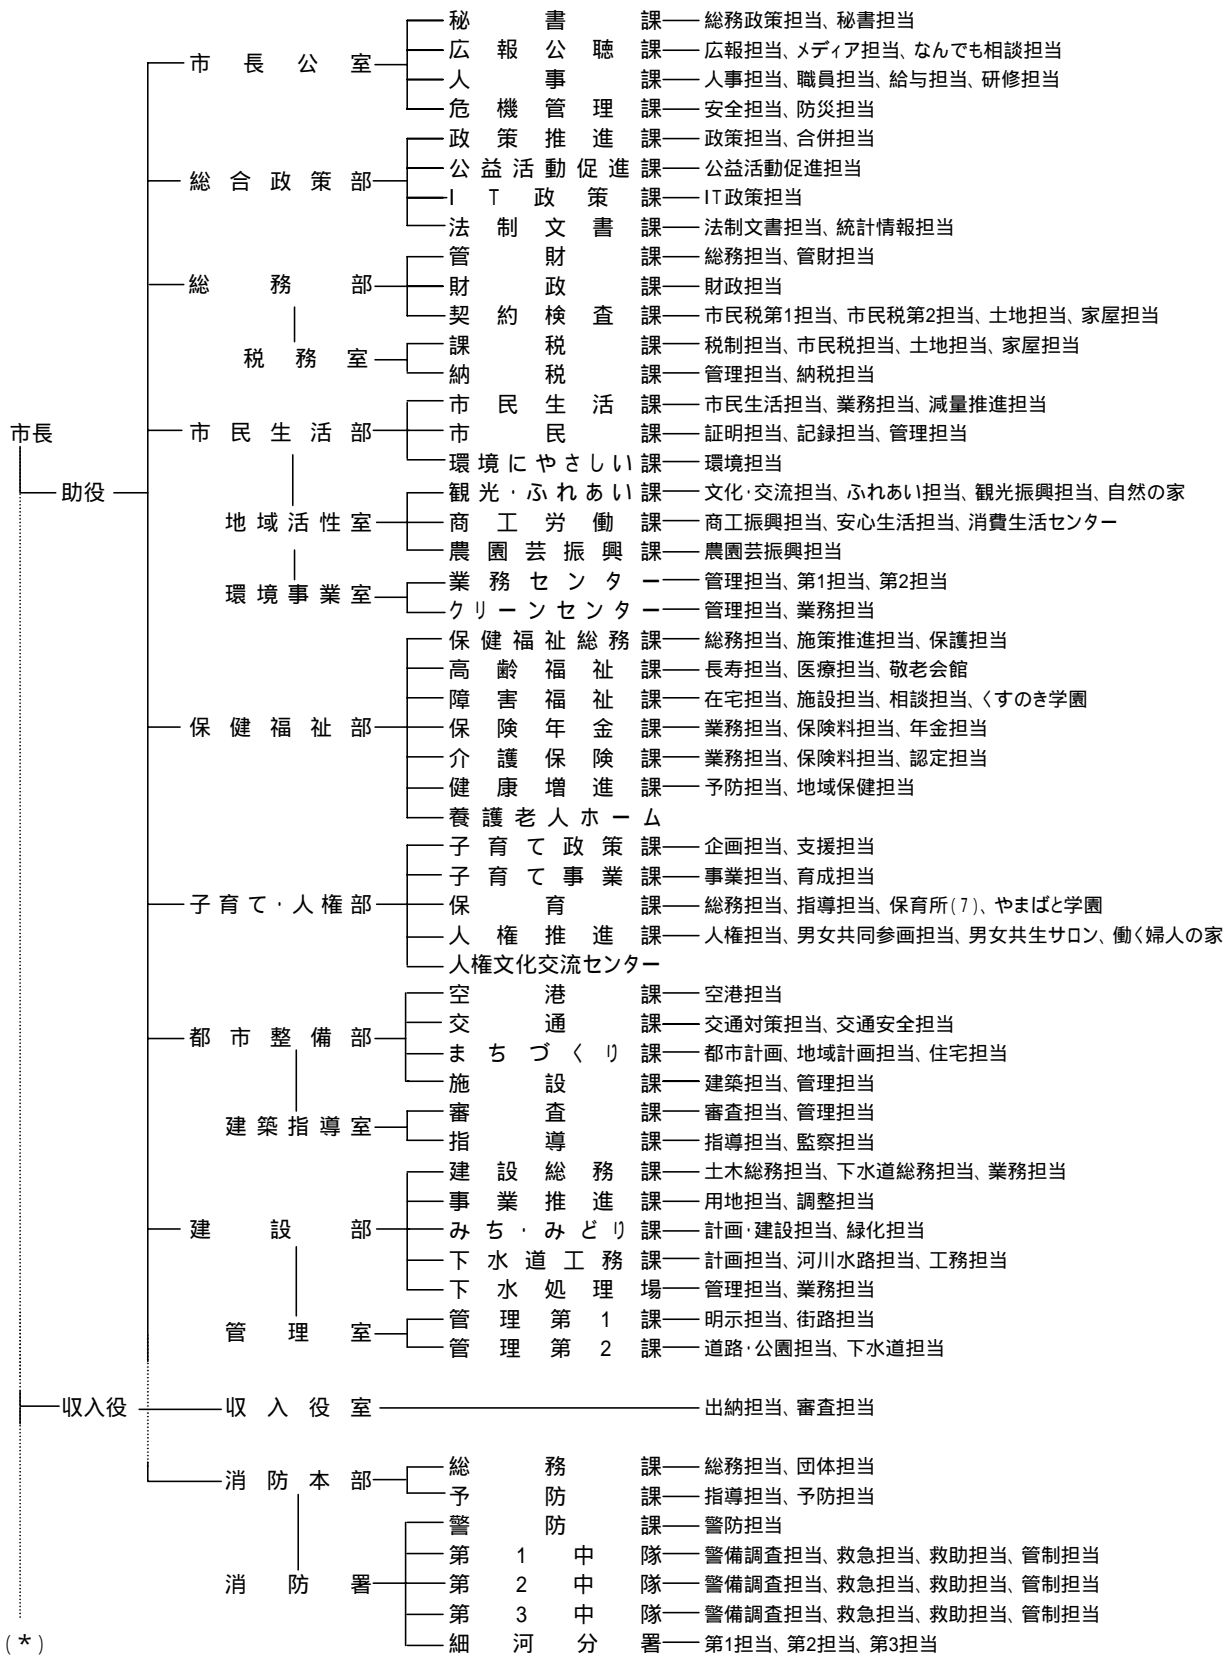 秘書課 総務政策担当、秘書担当
広報公聴課 広報担当、メディア担当、なんでも相談担当
市長公室
人事課 人事担当、職員担当、給与担当、研修担当
危機管理課 安全担当、防災担当
政策推進課 政策担当、合併担当
公益活動促進課 公益活動促進担当
総合政策部
IT政策課 IT政策担当
法制文書課 法制文書担当、統計情報担当
管財課 総務担当、管財担当
総務部 財政課 財政担当
契約検査課 市民税第1担当、市民税第2担当、土地担当、家屋担当
課税課 税制担当、市民税担当、土地担当、家屋担当
税務室
納税課 管理担当、納税担当
市民生活課 市民生活担当、業務担当、減量推進担当
市長
市民生活部 市民課 証明担当、記録担当、管理担当
環境にやさしい課 環境担当
助役
観光・ふれあい課 文化・交流担当、ふれあい担当、観光振興担当、自然の家
地域活性室 商工労働課 商工振興担当、安心生活担当、消費生活センター
農園芸振興課 農園芸振興担当
業務センター 管理担当、第1担当、第2担当
環境事業室
クリーンセンター 管理担当、業務担当
保健福祉総務課 総務担当、施策推進担当、保護担当
高齢福祉課 長寿担当、医療担当、敬老会館
障害福祉課 在宅担当、施設担当、相談担当、くすのき学園
保健福祉部 保険年金課 業務担当、保険料担当、年金担当
介護保険課 業務担当、保険料担当、認定担当
健康増進課 予防担当、地域保健担当
養護老人ホーム
子育て政策課 企画担当、支援担当
子育て事業課 事業担当、育成担当
子育て・人権部 保育課 総務担当、指導担当、保育所(7)、やまばと学園
人権推進課 人権担当、男女共同参画担当、男女共生サロン、働く婦人の家
人権文化交流センター
空港課 空港担当
交通課 交通対策担当、交通安全担当
都市整備部
まちづくり課 都市計画、地域計画担当、住宅担当
施設課 建築担当、管理担当
審査課 審査担当、管理担当
建築指導室
指導課 指導担当、監察担当
建設総務課 土木総務担当、下水道総務担当、業務担当
事業推進課 用地担当、調整担当
建設部 みち・みどり課 計画・建設担当、緑化担当
下水道工務課 計画担当、河川水路担当、工務担当
下水処理場 管理担当、業務担当
管理第1課 明示担当、街路担当
管理室
管理第2課 道路・公園担当、下水道担当
収入役 収入役室 出納担当、審査担当
総務課 総務担当、団体担当
消防本部
予防課 指導担当、予防担当
警防課 警防担当
第1中隊 警備調査担当、救急担当、救助担当、管制担当
消防署 第2中隊 警備調査担当、救急担当、救助担当、管制担当
第3中隊 警備調査担当、救急担当、救助担当、管制担当
(*) 細河分署 第1担当、第2担当、第3担当